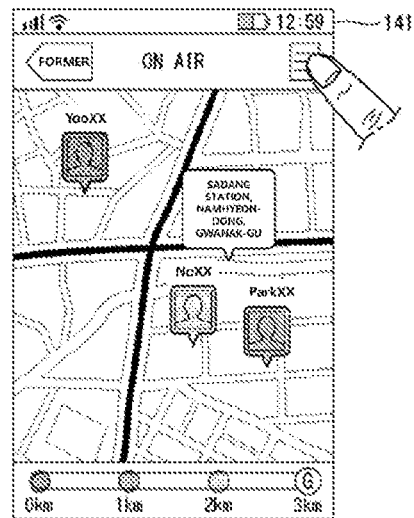 12:59
141
FORMER
ON AIR
YooXX
SADANG
STATION,
NAMHYEON-
DONG,
GWANAK-GU
NoXX
ParkXX
G
0km 1km 2km 3km